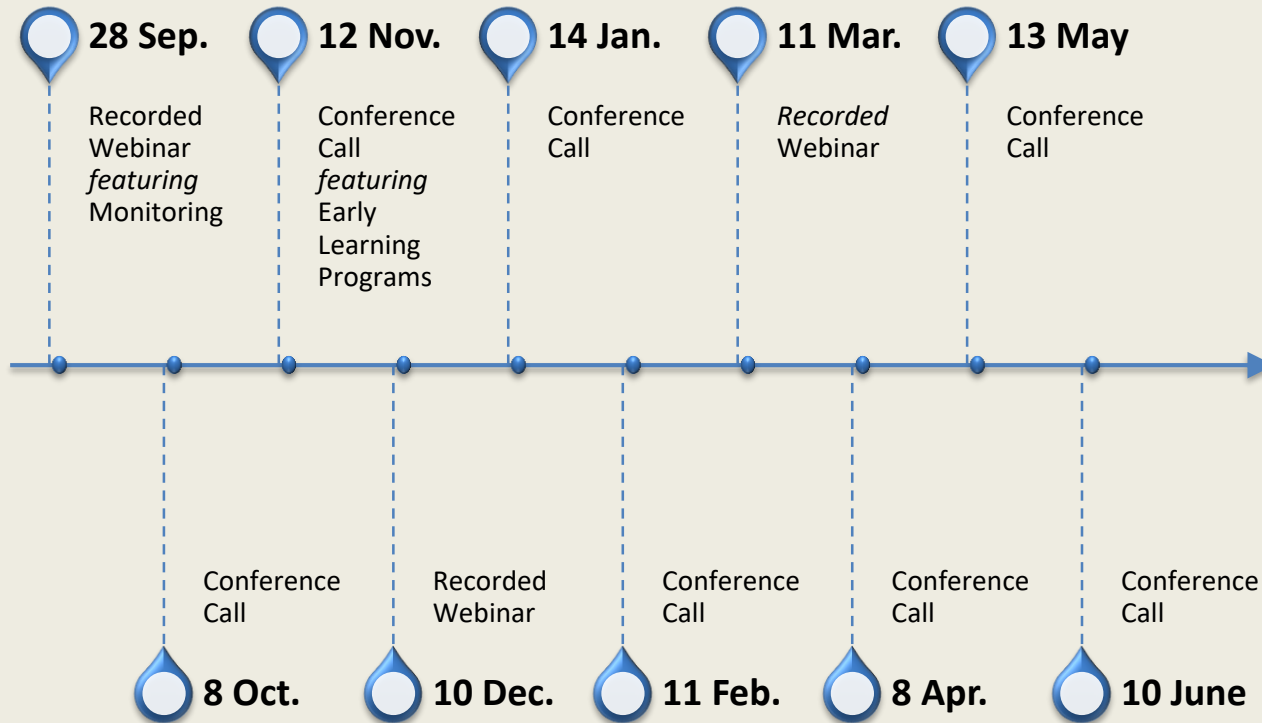 28 Sep.
Recorded
Webinar
featuring
Monitoring
12 Nov.
Conference
Call
featuring
Early
Learning
Programs
14 Jan.
Conference
Call
11 Mar.
Recorded
Webinar
13 May
Conference
Call
Conference
Call
8 Oct.
Recorded
Webinar
10 Dec.
Conference
Call
11 Feb.
Conference
Call
8 Apr.
Conference
Call
10 June